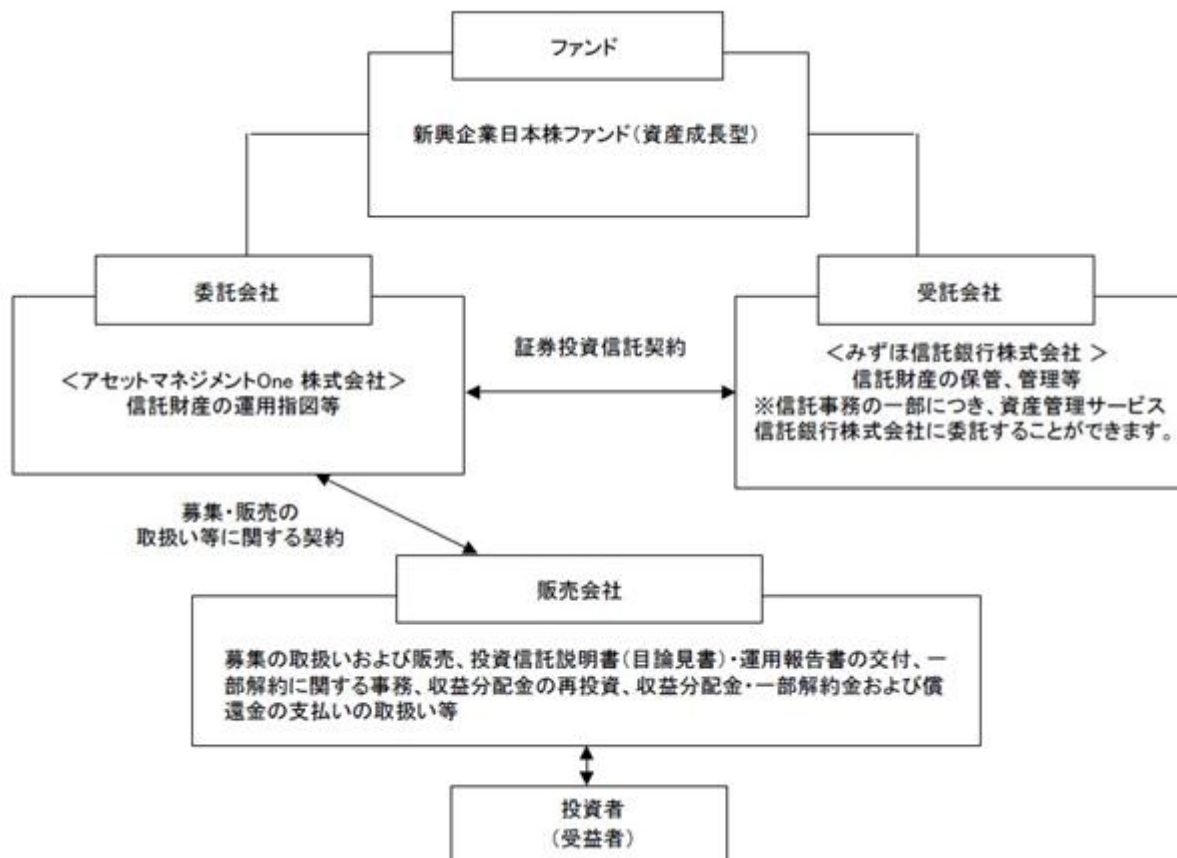 ファンド
新興企業日本株ファンド(資産成長型)
委託会社
<アセットマネジメントOne 株式会社>
信託財産の運用指図等
証券投資信託契約
受託会社
<みずほ信託銀行株式会社 >
信託財産の保管、管理等
※信託事務の一部につき、資産管理サービス
信託銀行株式会社に委託することができます。
募集・販売の
取扱い等に関する契約
販売会社
募集の取扱いおよび販売、投資信託説明書(目論見書)・運用報告書の交付、一
部解約に関する事務、収益分配金の再投資、収益分配金・一部解約金および償
還金の支払いの取扱い等
投資者
(受益者)